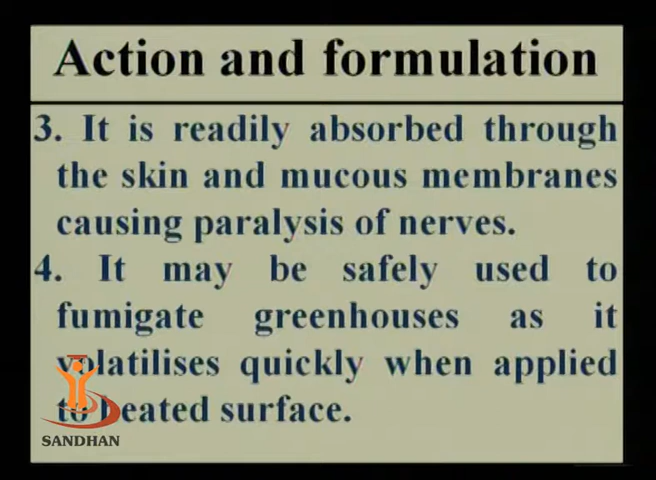 Action and formulation
3. It is readily absorbed through
the skin and mucous membranes
causing paralysis of nerves.
4. It may be safely used to
fumigate greenhouses as it
volatilises quickly when applied
to heated surface.
SANDHAN